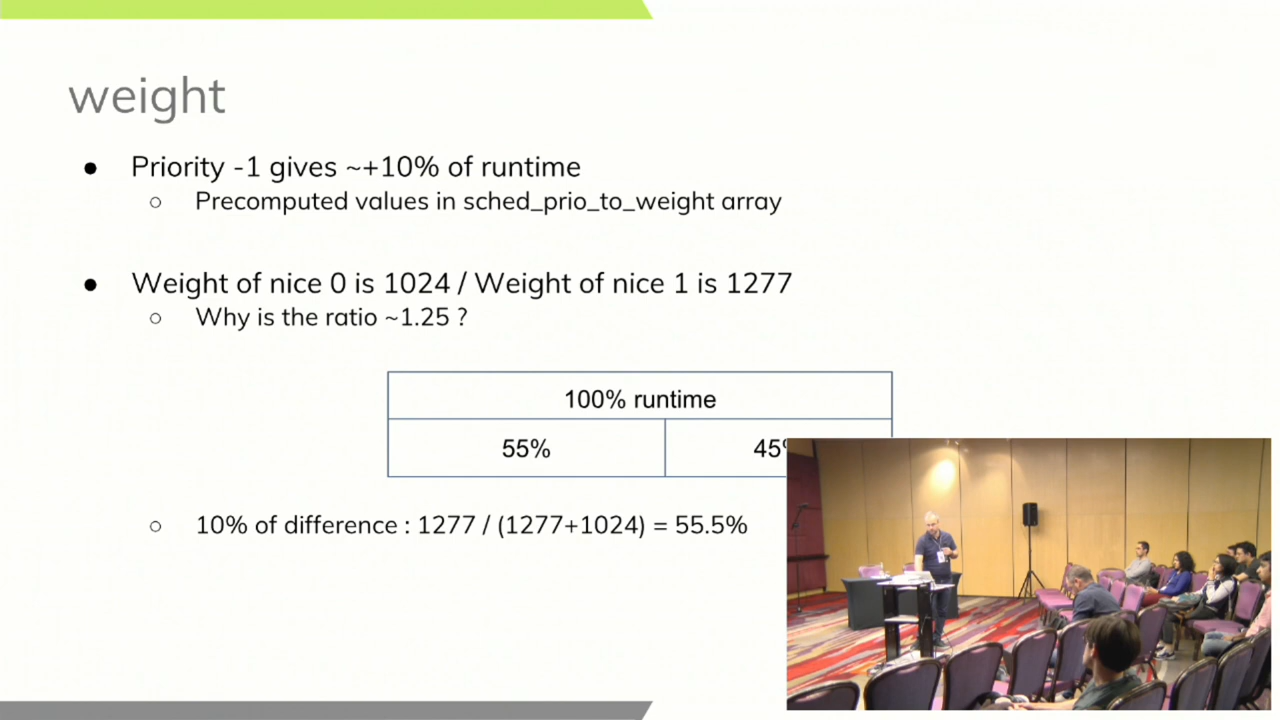 weight
● Priority -1 gives ~+10% of runtime
○ Precomputed values in sched_prio_to_weight array
● Weight of nice 0 is 1024 / Weight of nice 1 is 1277
○ Why is the ratio ~1.25 ?
100% runtime
55% 45%
○ 10% of difference : 1277 / (1277+1024) = 55.5%